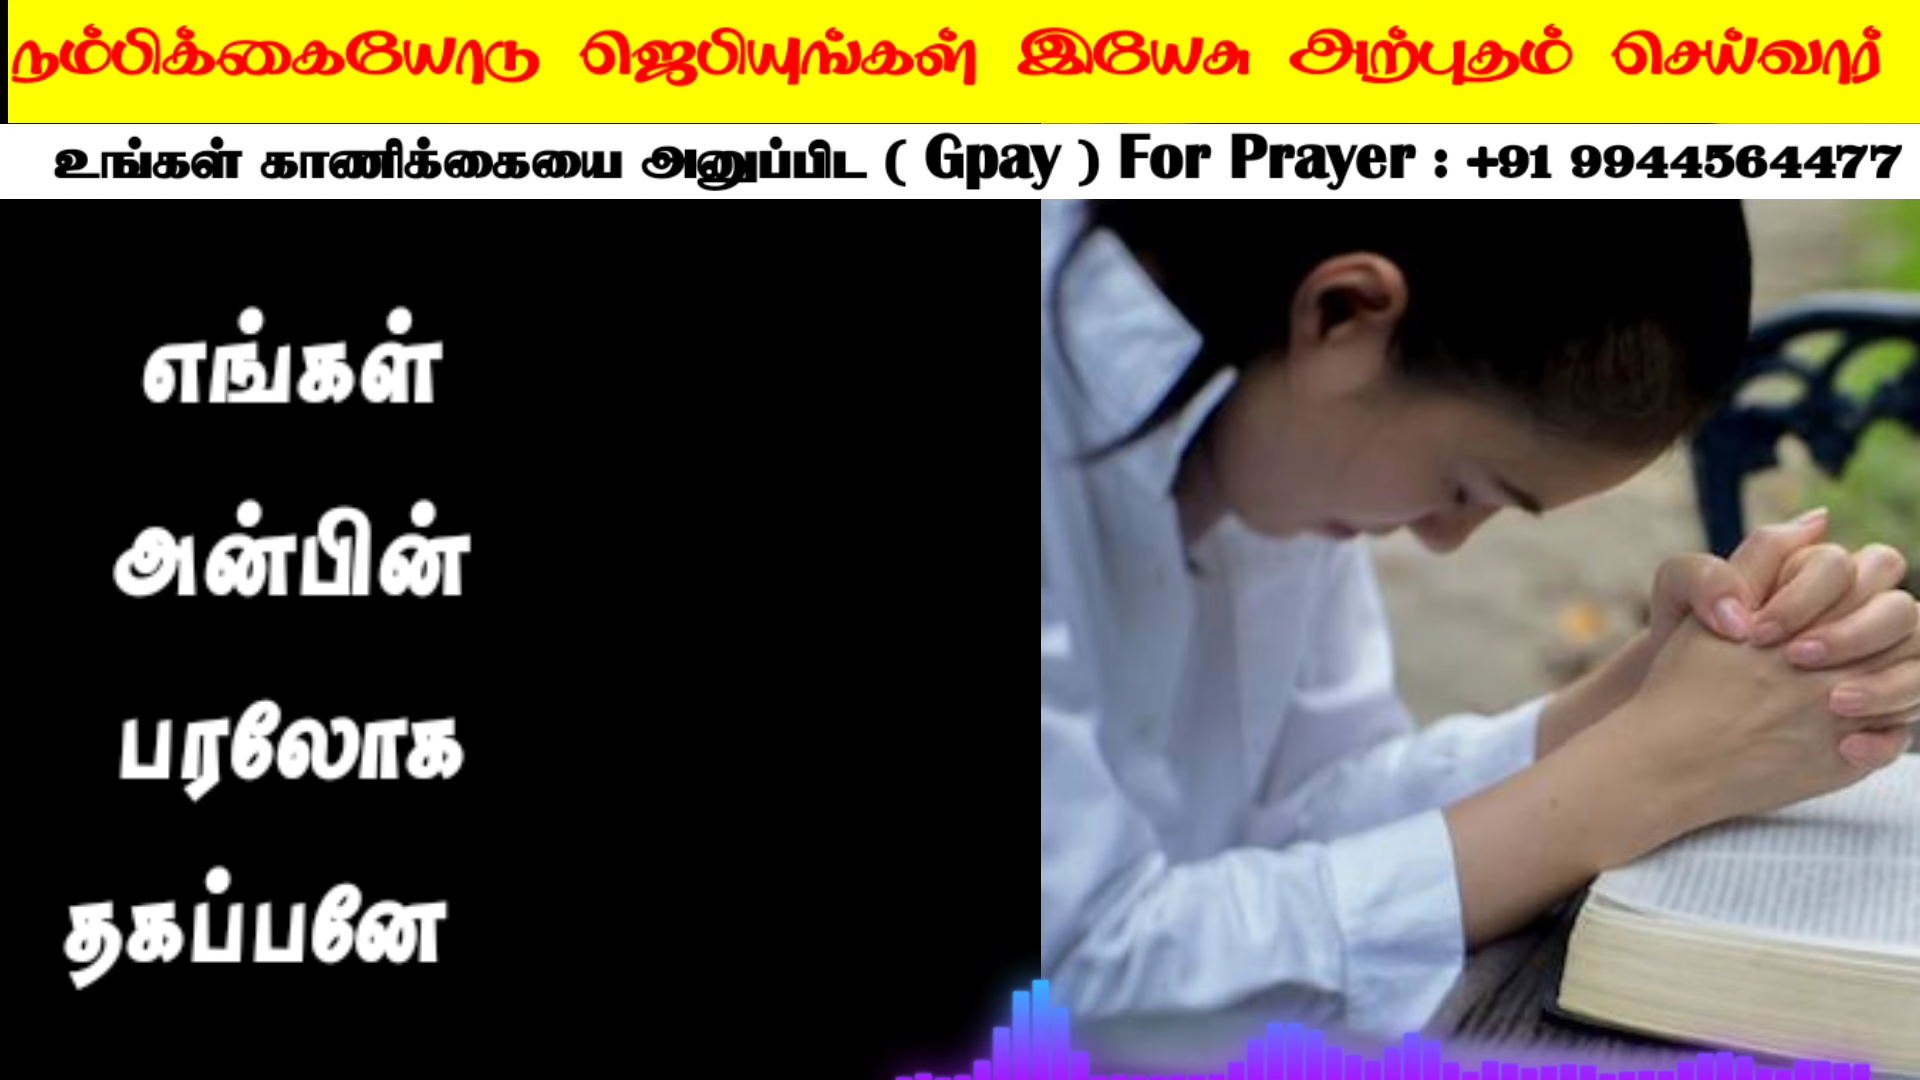 நம்பிக்கையோடு ஜெபியுங்கள் இயேசு அற்புதம் செய்வார்
உங்கள் காணிக்கையை அனுப்பிட ( Gpay ) For Prayer : +91 9944564477
எங்கள்
அன்பின்
பரலோக
தகப்பனே